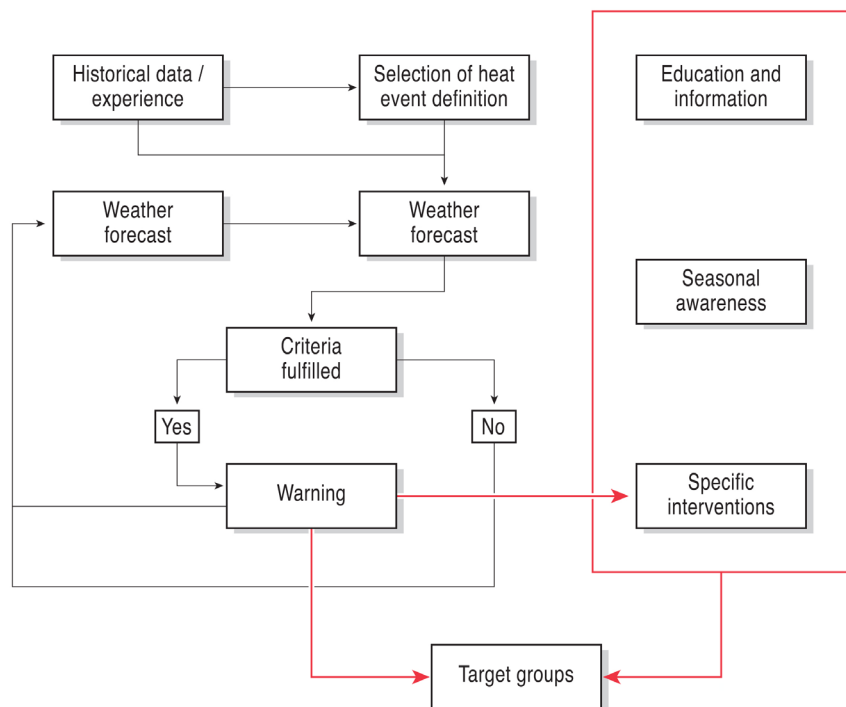 Historical data /
experience
Selection of heat
event definition
Education and
information
Weather
forecast
Weather
forecast
Seasonal
awareness
Criteria
fulfilled
Yes
No
Warning
Specific
interventions
Target groups